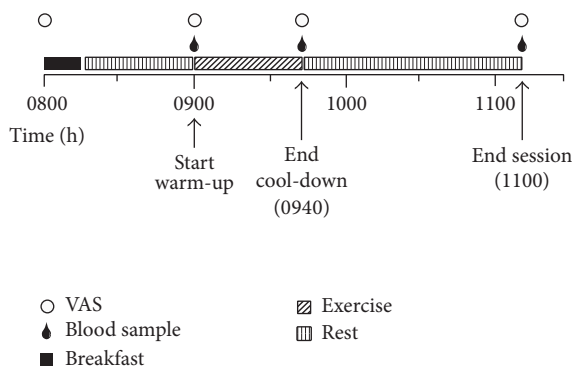 0800
0900
1000
1100
Time (h)
Start
warm-up
End
cool-down
(0940)
End session
(1100)
VAS
Blood sample
Breakfast
Exercise
Rest